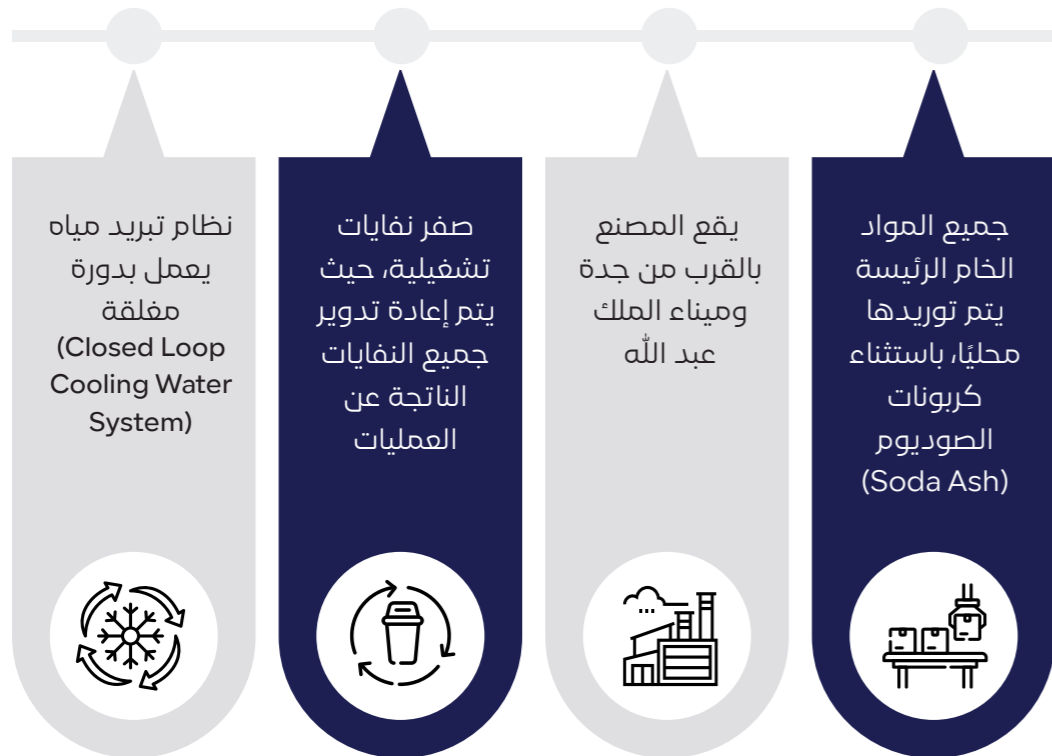 جميع المواد
الخام الرئيسة
يتم توريدها
محليًا، باستثناء
كربونات
الصوديوم
(Soda Ash)
يقع المصنع
بالقرب من جدة
وميناء الملك
عبد الله
صفر نفايات
تشغيلية، حيث
يتم إعادة تدوير
جميع النفايات
الناتجة عن
العمليات
نظام تبريد مياه
يعمل بدورة
مغلقة
(Closed Loop
Cooling Water
System)